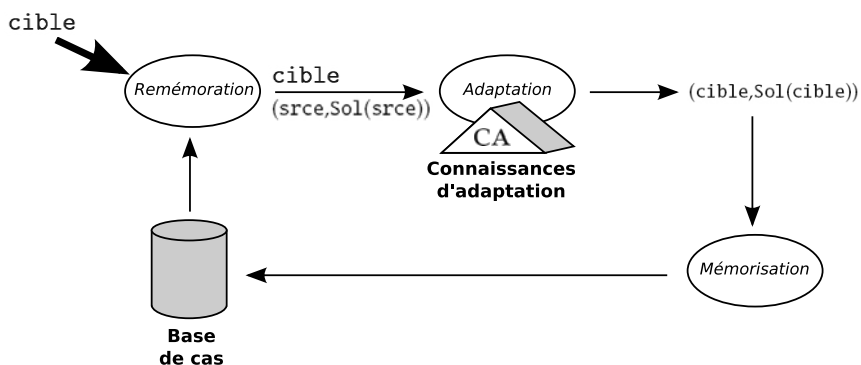 cible
Remémoration
cible
(srce,Sol(srce))
Adaptation
CA
Connaissances
d'adaptation
(cible,Sol(cible))
Mémorisation
Base
de cas